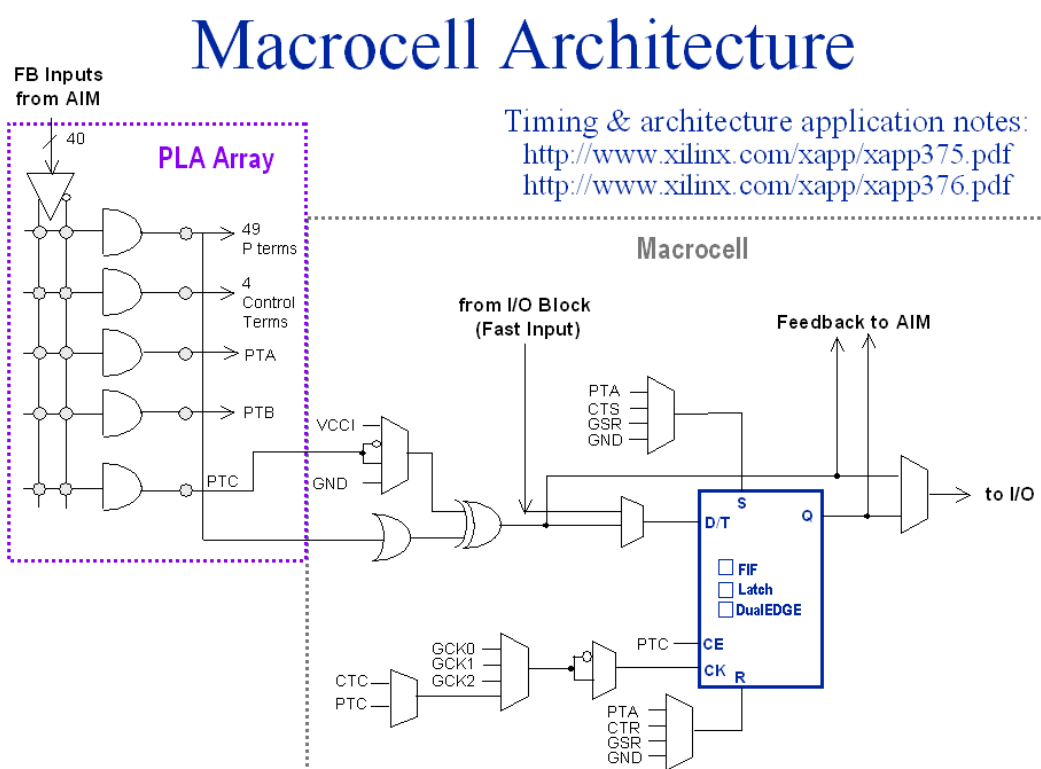 Macrocell Architecture
FB Inputs
from AIM
40
PLA Array
Timing & architecture application notes:
http://www.xilinx.com/xapp/xapp375.pdf
http://www.xilinx.com/xapp/xapp376.pdf
49
P terms
4
Control
Terms
PTA
PTB
PTC
Macrocell
from I/O Block
(Fast Input)
Feedback to AIM
PTA
CTS
GSR
GND
VCCI
GND
to I/O
S
D/T
Q
FIF
Latch
DualEDGE
CE
CK
R
PTC
GCK0
GCK1
GCK2
CTC
PTC
PTA
CTR
GSR
GND